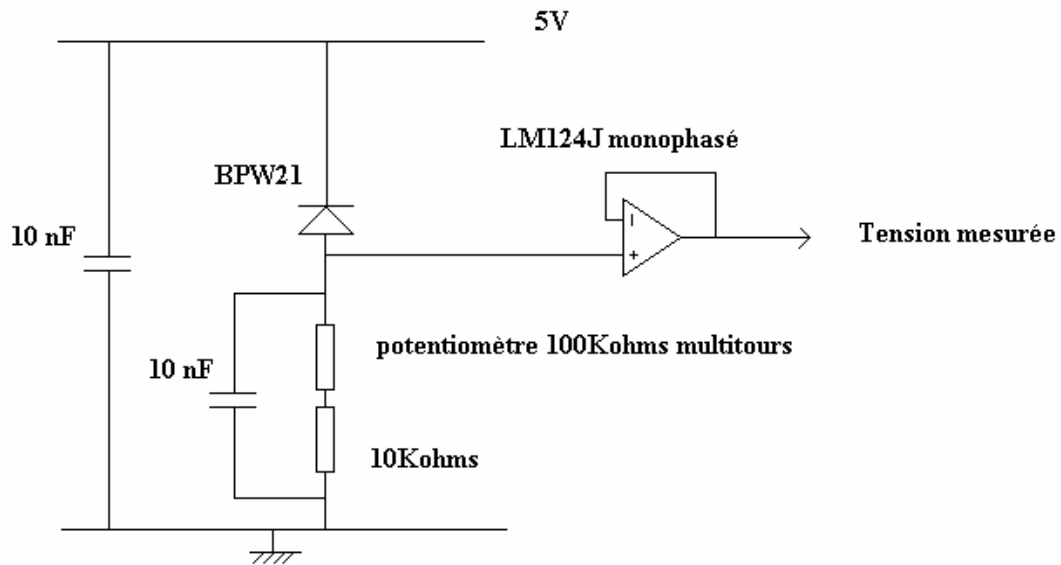 5V
LM124J monophasé
BPW21
10 nF
Tension mesurée
-
+
potentiomètre 100Kohms multitours
10 nF
10Kohms